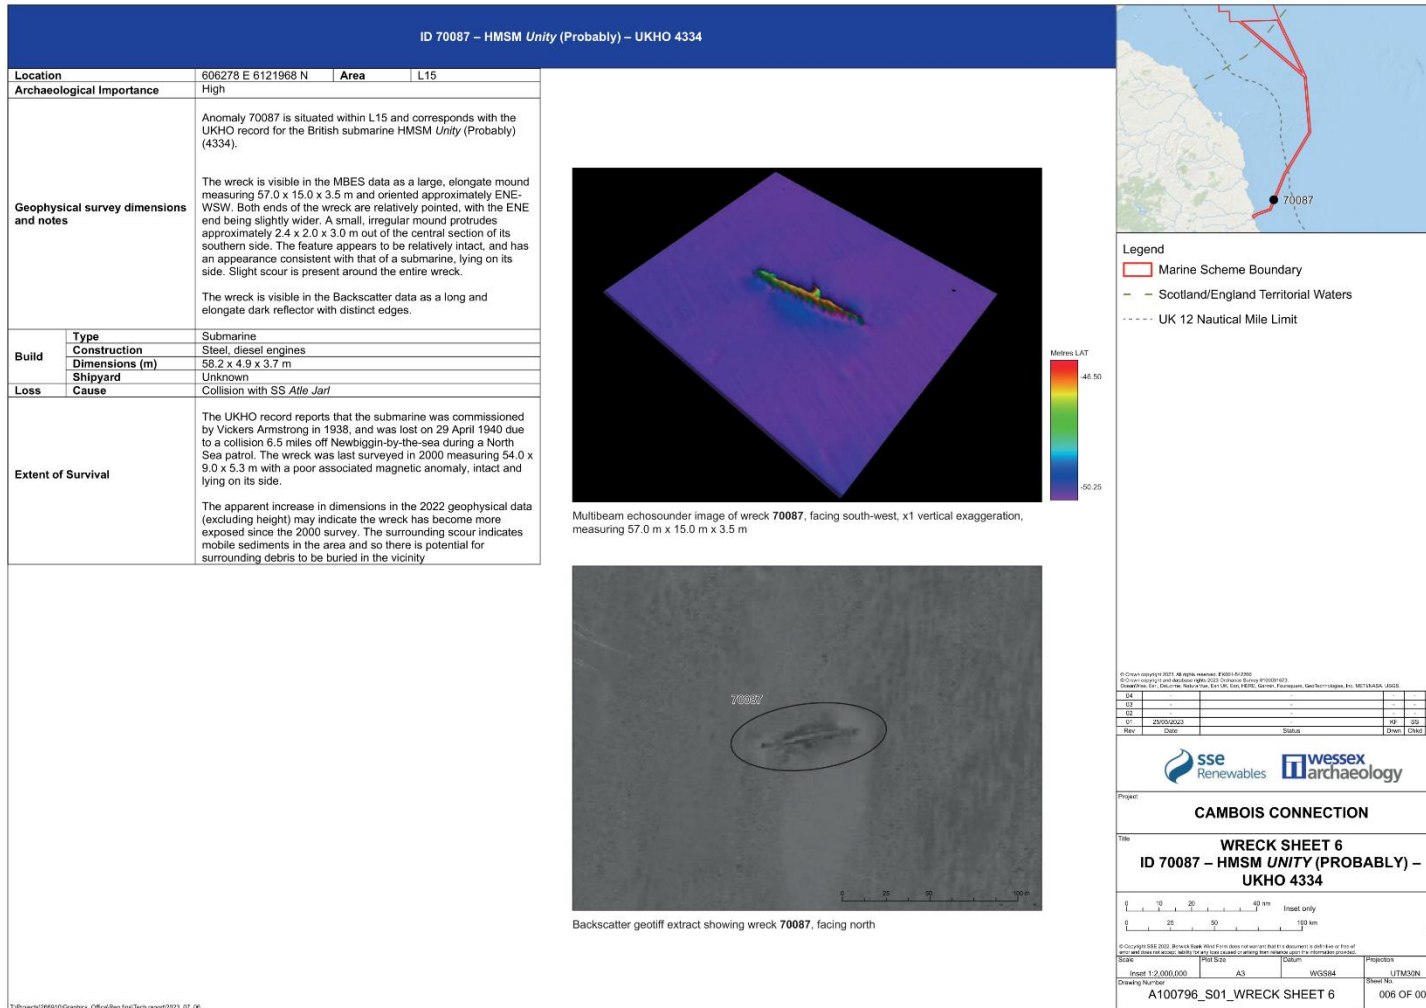 ID 70087 – HMSM Unity (Probably) – UKHO 4334
Location 606278 E 6121968 N Area L15
Archaeological Importance High
Geophysical survey dimensions
and notes
Anomaly 70087 is situated within L15 and corresponds with the
UKHO record for the British submarine HMSM Unity (Probably)
(4334).
The wreck is visible in the MBES data as a large, elongate mound
measuring 57.0 x 15.0 x 3.5 m and oriented approximately ENE-
WSW. Both ends of the wreck are relatively pointed, with the ENE
end being slightly wider. A small, irregular mound protrudes
approximately 2.4 x 2.0 x 3.0 m out of the central section of its
southern side. The feature appears to be relatively intact, and has
an appearance consistent with that of a submarine, lying on its
side. Slight scour is present around the entire wreck.
The wreck is visible in the Backscatter data as a long and
elongate dark reflector with distinct edges.
Build
Type Submarine
Construction Steel, diesel engines
Dimensions (m) 58.2 x 4.9 x 3.7 m
Shipyard Unknown
Loss Cause Collision with SS Atle Jarl
Extent of Survival
The UKHO record reports that the submarine was commissioned
by Vickers Armstrong in 1938, and was lost on 29 April 1940 due
to a collision 6.5 miles off Newbiggin-by-the-sea during a North
Sea patrol. The wreck was last surveyed in 2000 measuring 54.0 x
9.0 x 5.3 m with a poor associated magnetic anomaly, intact and
lying on its side.
The apparent increase in dimensions in the 2022 geophysical data
(excluding height) may indicate the wreck has become more
exposed since the 2000 survey. The surrounding scour indicates
mobile sediments in the area and so there is potential for
surrounding debris to be buried in the vicinity
Metres LAT
-46.50
-50.25
Multibeam echosounder image of wreck 70087, facing south-west, x1 vertical exaggeration,
measuring 57.0 m x 15.0 m x 3.5 m
70087
0 25 50 100 m
Backscatter geotiff extract showing wreck 70087, facing north
70087
Legend
Marine Scheme Boundary
Scotland/England Territorial Waters
UK 12 Nautical Mile Limit
04 - - - -
03 - - - -
02 - - - -
01 25/05/2023 - KF SS
Rev Date Status Drwn Chkd
sse
Renewables
wessex
archaeology
Project
CAMBOIS CONNECTION
Title
WRECK SHEET 6
ID 70087 – HMSM UNITY (PROBABLY) –
UKHO 4334
0 10 20 40 nm
Inset only
0 25 50 100 km
Scale Plot Size Datum Projection
Inset 1:2,000,000 A3 WGS84 UTM30N
Drawing Number Sheet No.
A100796_S01_WRECK SHEET 6 006 OF 00